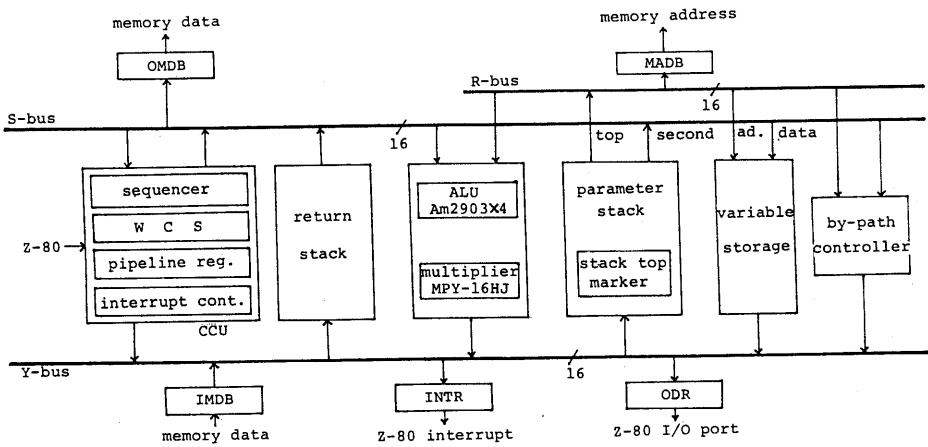 memory data
memory address
OMDB
MADB
R-bus
16
S-bus
16
top
second
ad.
data
sequencer
W C S
pipeline reg.
interrupt cont.
Z-80
CCU
return
stack
ALU
Am2903X4
multiplier
MPY-16HJ
parameter
stack
stack top
marker
variable
storage
by-path
controller
Y-bus
16
IMDB
INTR
ODR
memory data
Z-80 interrupt
Z-80 I/O port